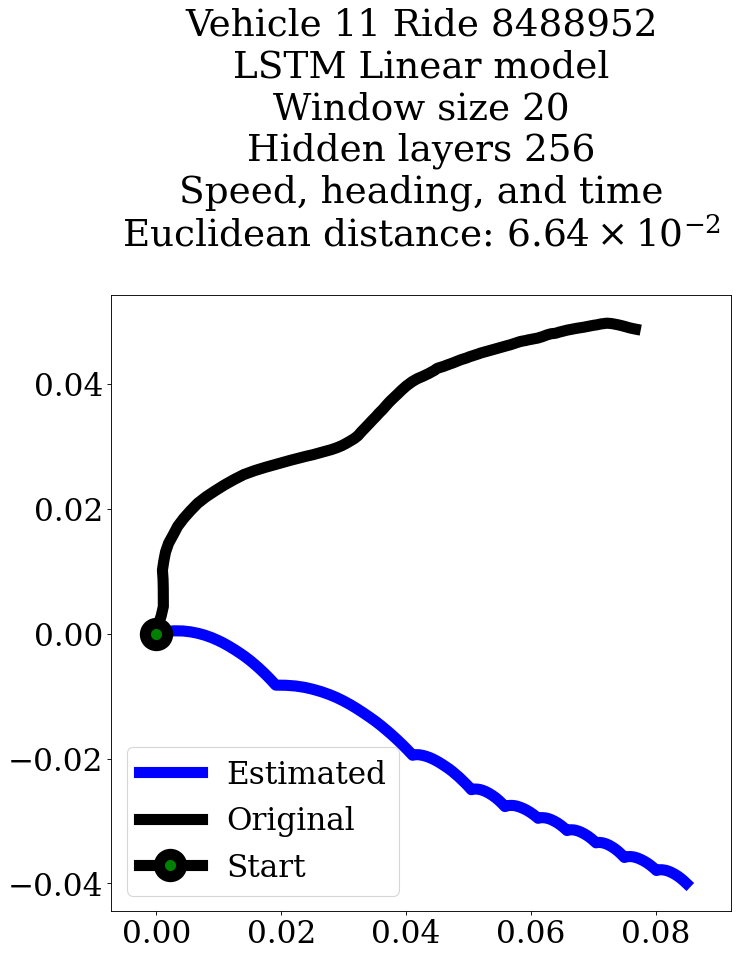 Vehicle 11 Ride 8488952
LSTM Linear model
Window size 20
Hidden layers 256
Speed, heading, and time
Euclidean distance: 6.64 × 10⁻²
0.04
0.02
0.00
−0.02
−0.04
Estimated
Original
Start
0.00 0.02 0.04 0.06 0.08